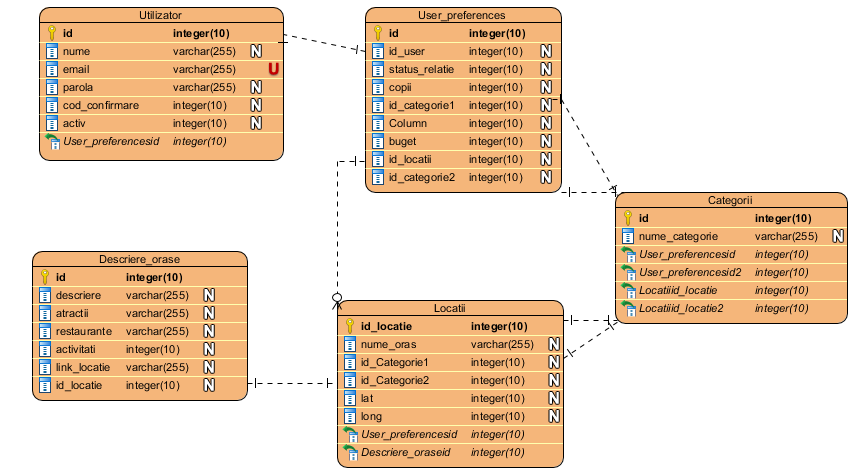 Utilizator
id integer(10)
nume varchar(255) N
email varchar(255) U
parola varchar(255) N
cod_confirmare integer(10) N
activ integer(10) N
User_preferencesid integer(10)
User_preferences
id integer(10)
id_user integer(10) N
status_relatie integer(10) N
copii integer(10) N
id_categorie1 integer(10) N
Column integer(10) N
buget integer(10) N
id_locatii integer(10) N
id_categorie2 integer(10) N
Categorii
id integer(10)
nume_categorie varchar(255) N
User_preferencesid integer(10)
User_preferencesid2 integer(10)
Locatiiid_locatie integer(10)
Locatiiid_locatie2 integer(10)
Descriere_orase
id integer(10)
descriere varchar(255) N
atractii varchar(255) N
restaurante varchar(255) N
activitati integer(10) N
link_locatie varchar(255) N
id_locatie integer(10) N
Locatii
id_locatie integer(10)
nume_oras varchar(255) N
id_Categorie1 integer(10) N
id_Categorie2 integer(10) N
lat integer(10) N
long integer(10) N
User_preferencesid integer(10)
Descriere_oraseid integer(10)